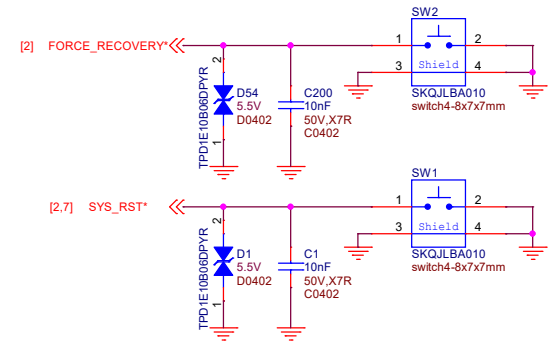 SW2
[2] FORCE_RECOVERY*
1
2
3
Shield
4
2
1
TPD1E10B06DPYR
D54
5.5V
D0402
C200
10nF
50V,X7R
C0402
SKQJLBA010
switch4-8x7x7mm
SW1
[2,7] SYS_RST*
1
2
3
Shield
4
2
1
TPD1E10B06DPYR
D1
5.5V
D0402
C1
10nF
50V,X7R
C0402
SKQJLBA010
switch4-8x7x7mm